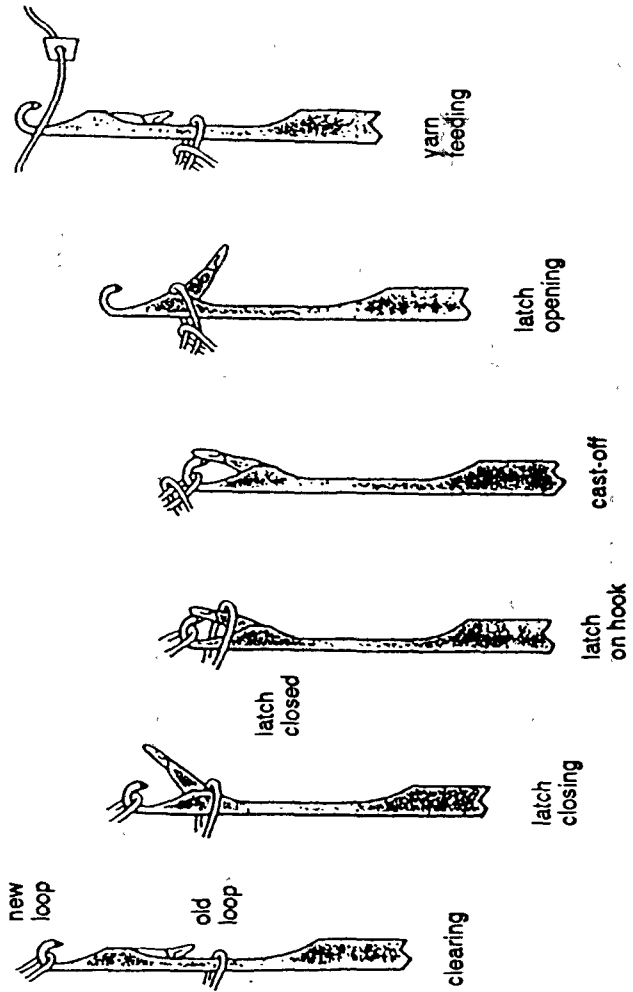 new
loop
old
loop
clearing
latch
closing
latch
closed
latch
on hook
cast-off
latch
opening
yarn
feeding